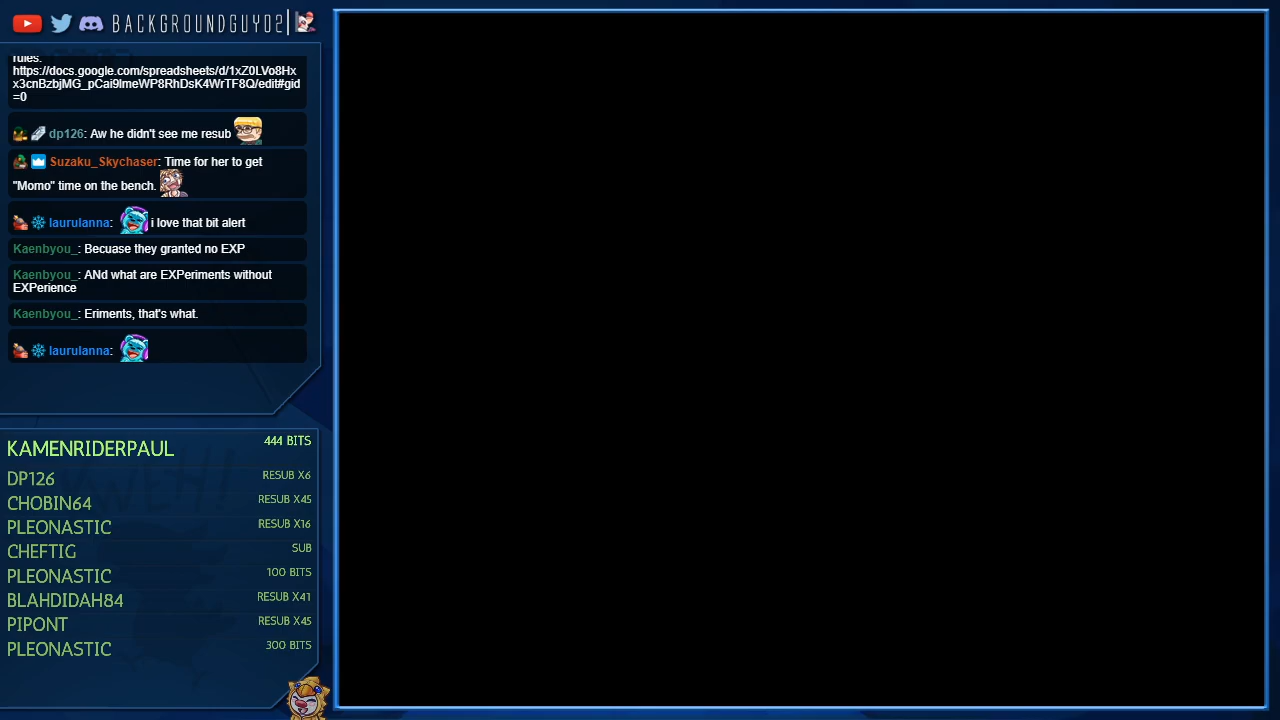 BACKGROUNDGUY02
rules:
https://docs.google.com/spreadsheets/d/1xZ0LVo8Hx
x3cnBzbjMG_pCai9lmeWP8RhDsK4WrTF8Q/edit#gid
=0
dp126: Aw he didn't see me resub
Suzaku_Skychaser: Time for her to get
"Momo" time on the bench.
laurulanna: i love that bit alert
Kaenbyou_: Becuase they granted no EXP
Kaenbyou_: ANd what are EXPeriments without
EXPerience
Kaenbyou_: Eriments, that's what.
laurulanna:
KAMENRIDERPAUL 444 BITS
DP126 RESUB X6
CHOBIN64 RESUB X45
PLEONASTIC RESUB X16
CHEFTIG SUB
PLEONASTIC 100 BITS
BLAHDIDAH84 RESUB X41
PIPONT RESUB X45
PLEONASTIC 300 BITS